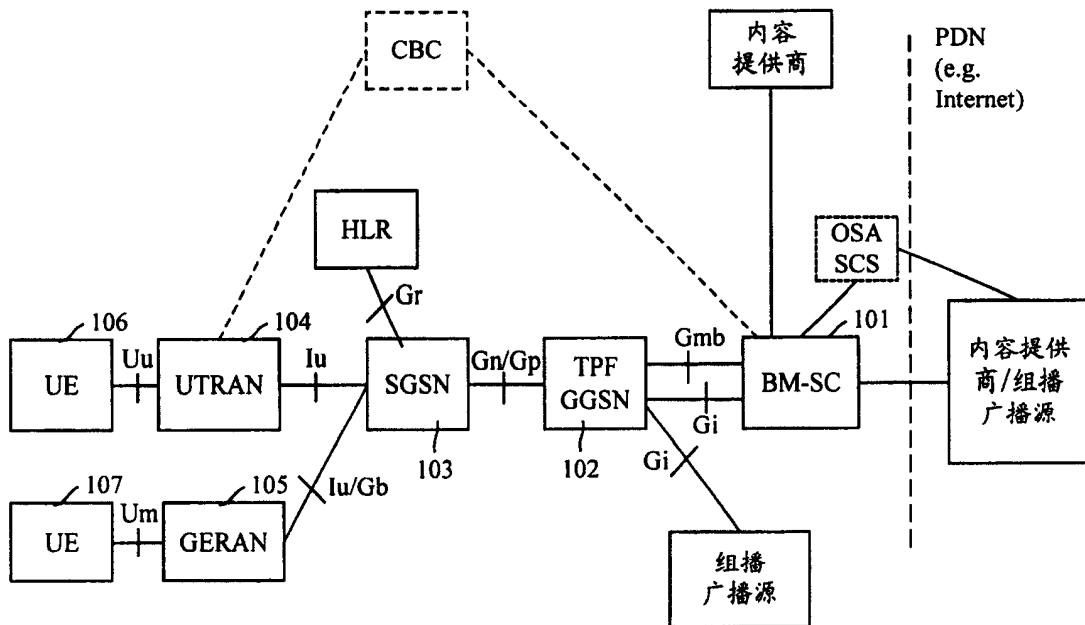 CBC
内容
提供商
PDN
(e.g.
Internet)
HLR
OSA
SCS
Gr
106
104
101
Uu
Iu
Gn/Gp
Gmb
UE
UTRAN
SGSN
TPF
GGSN
BM-SC
内容提供
商/组播
广播源
Gi
103
102
Gi
107
105
Iu/Gb
Um
UE
GERAN
组播
广播源